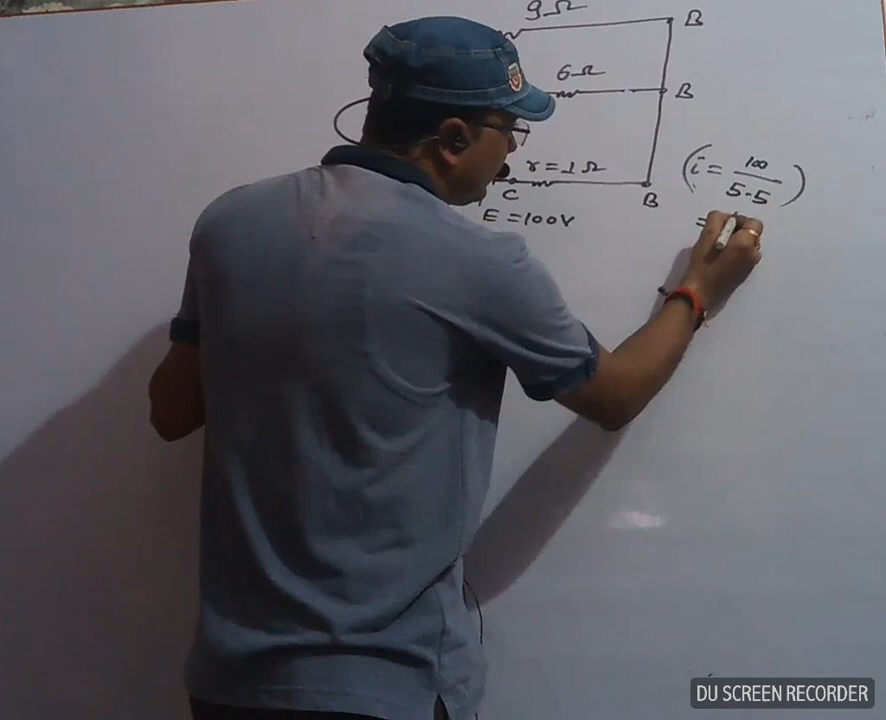 9Ω
B
6Ω
B
r = 1Ω
C
B
E = 100V
(i = 100 / 5.5)
=
DU SCREEN RECORDER